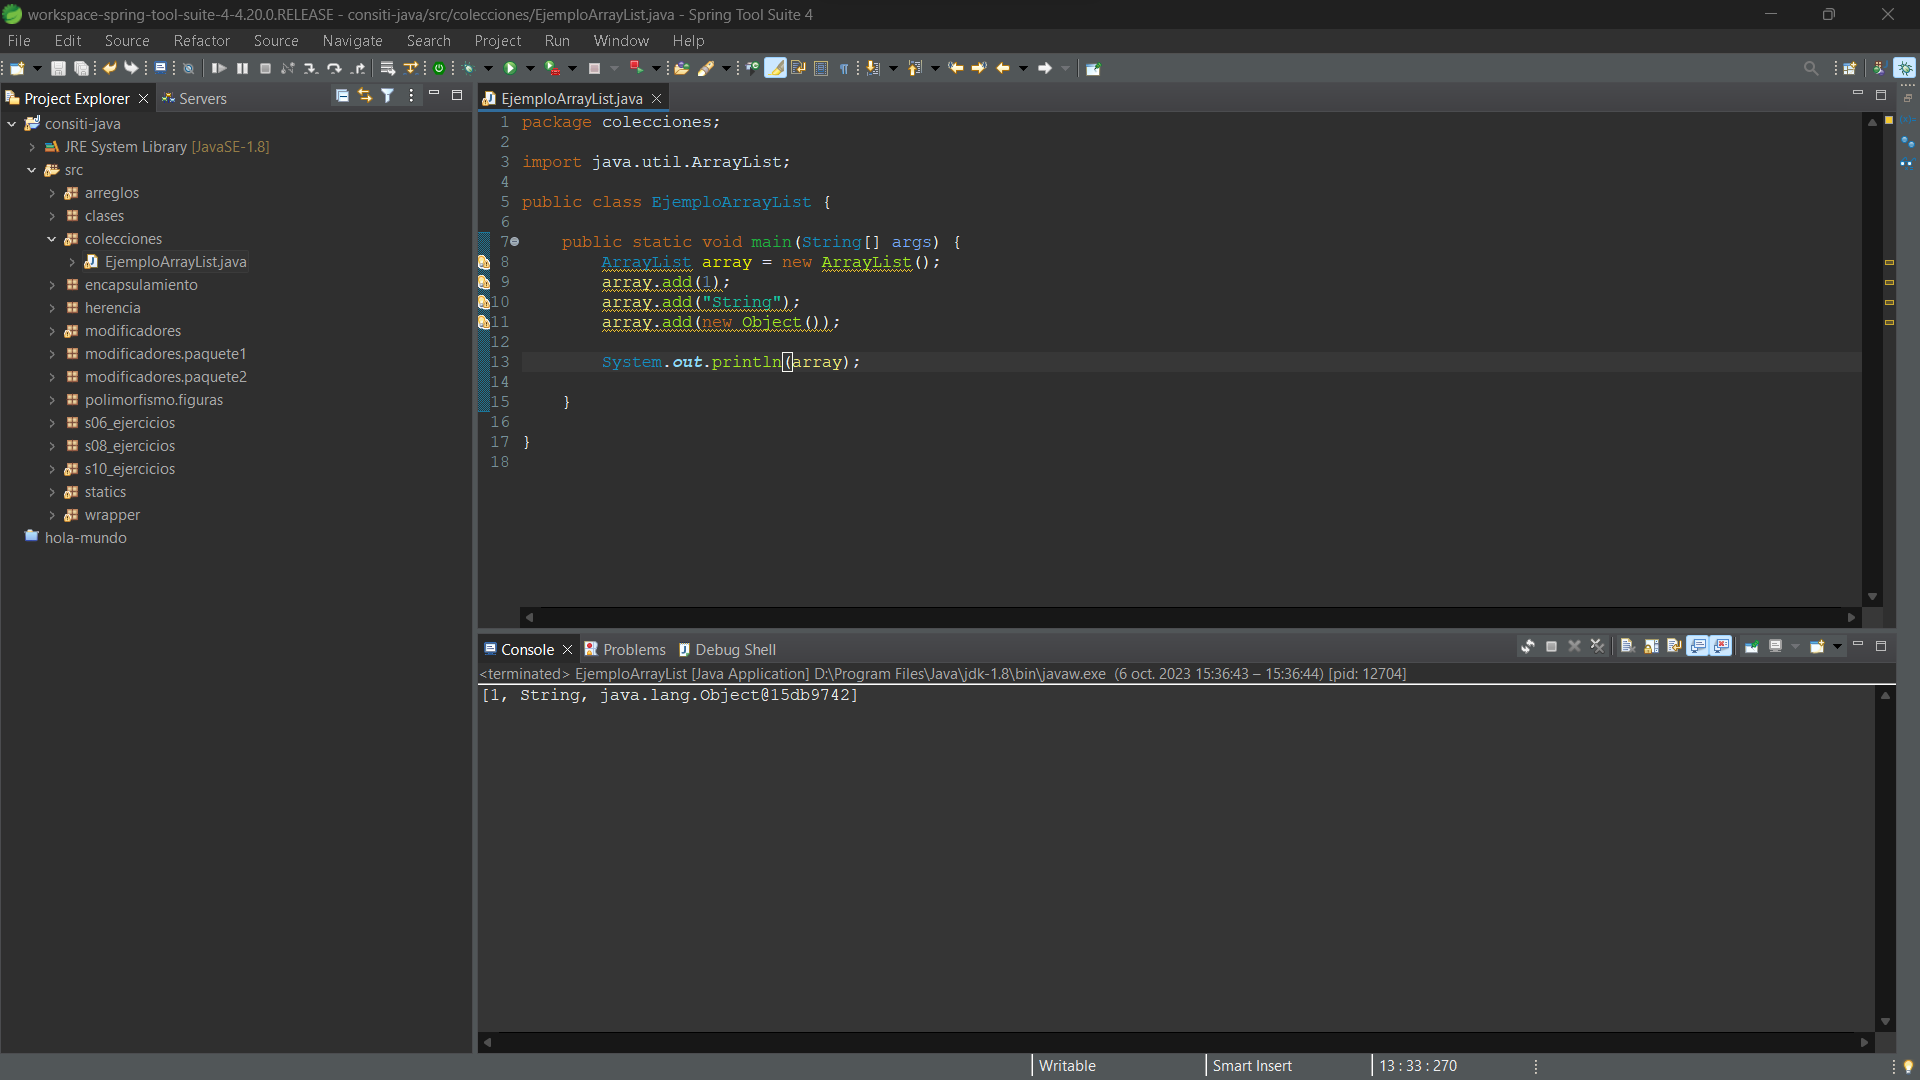 workspace-spring-tool-suite-4-4.20.0.RELEASE - consiti-java/src/colecciones/EjemploArrayList.java - Spring Tool Suite 4
File Edit Source Refactor Source Navigate Search Project Run Window Help
Project Explorer
Servers
consiti-java
JRE System Library [JavaSE-1.8]
src
arreglos
clases
colecciones
EjemploArrayList.java
encapsulamiento
herencia
modificadores
modificadores.paquete1
modificadores.paquete2
polimorfismo.figuras
s06_ejercicios
s08_ejercicios
s10_ejercicios
statics
wrapper
hola-mundo
EjemploArrayList.java
1 package colecciones;
2
3 import java.util.ArrayList;
4
5 public class EjemploArrayList {
6
7 public static void main(String[] args) {
8 ArrayList array = new ArrayList();
9 array.add(1);
10 array.add("String");
11 array.add(new Object());
12
13 System.out.println(array);
14
15 }
16
17 }
18
Console
Problems
Debug Shell
<terminated> EjemploArrayList [Java Application] D:\Program Files\Java\jdk-1.8\bin\javaw.exe (6 oct. 2023 15:36:43 – 15:36:44) [pid: 12704]
[1, String, java.lang.Object@15db9742]
Writable
Smart Insert
13 : 33 : 270